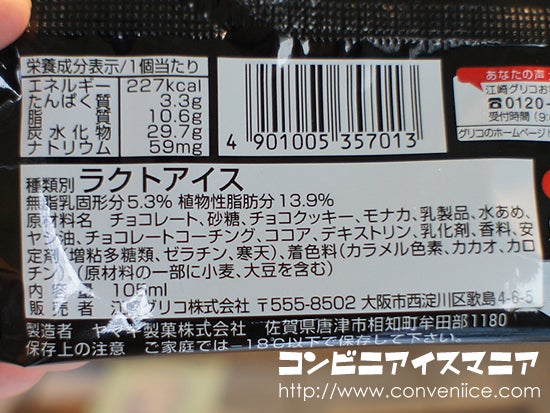 栄養成分表示/1個当たり
エネルギー 227kcal
たんぱく質 3.3g
脂質 10.6g
炭水化物 29.7g
ナトリウム 59mg
4 901005 357013
あなたの声
江崎グリコお
0120
受付時間(9:
グリコのホームページ
種類別 ラクトアイス
無脂乳固形分5.3% 植物性脂肪分13.9%
原材料名 チョコレート、砂糖、チョコクッキー、モナカ、乳製品、水あめ、
ヤシ油、チョコレートコーチング、ココア、デキストリン、乳化剤、香料、安
定剤(増粘多糖類、ゼラチン、寒天)、着色料(カラメル色素、カカオ、カロ
チン)、(原材料の一部に小麦、大豆を含む)
内容量 105ml
販売者 江崎グリコ株式会社 〒555-8502 大阪市西淀川区歌島4-6-5
製造者 ヤマキ製菓株式会社 佐賀県唐津市相知町牟田部1180
保存上の注意 ご家庭では-18℃以下で保存して下さい。
コンビニアイスマニア
http://www.conveniice.com/